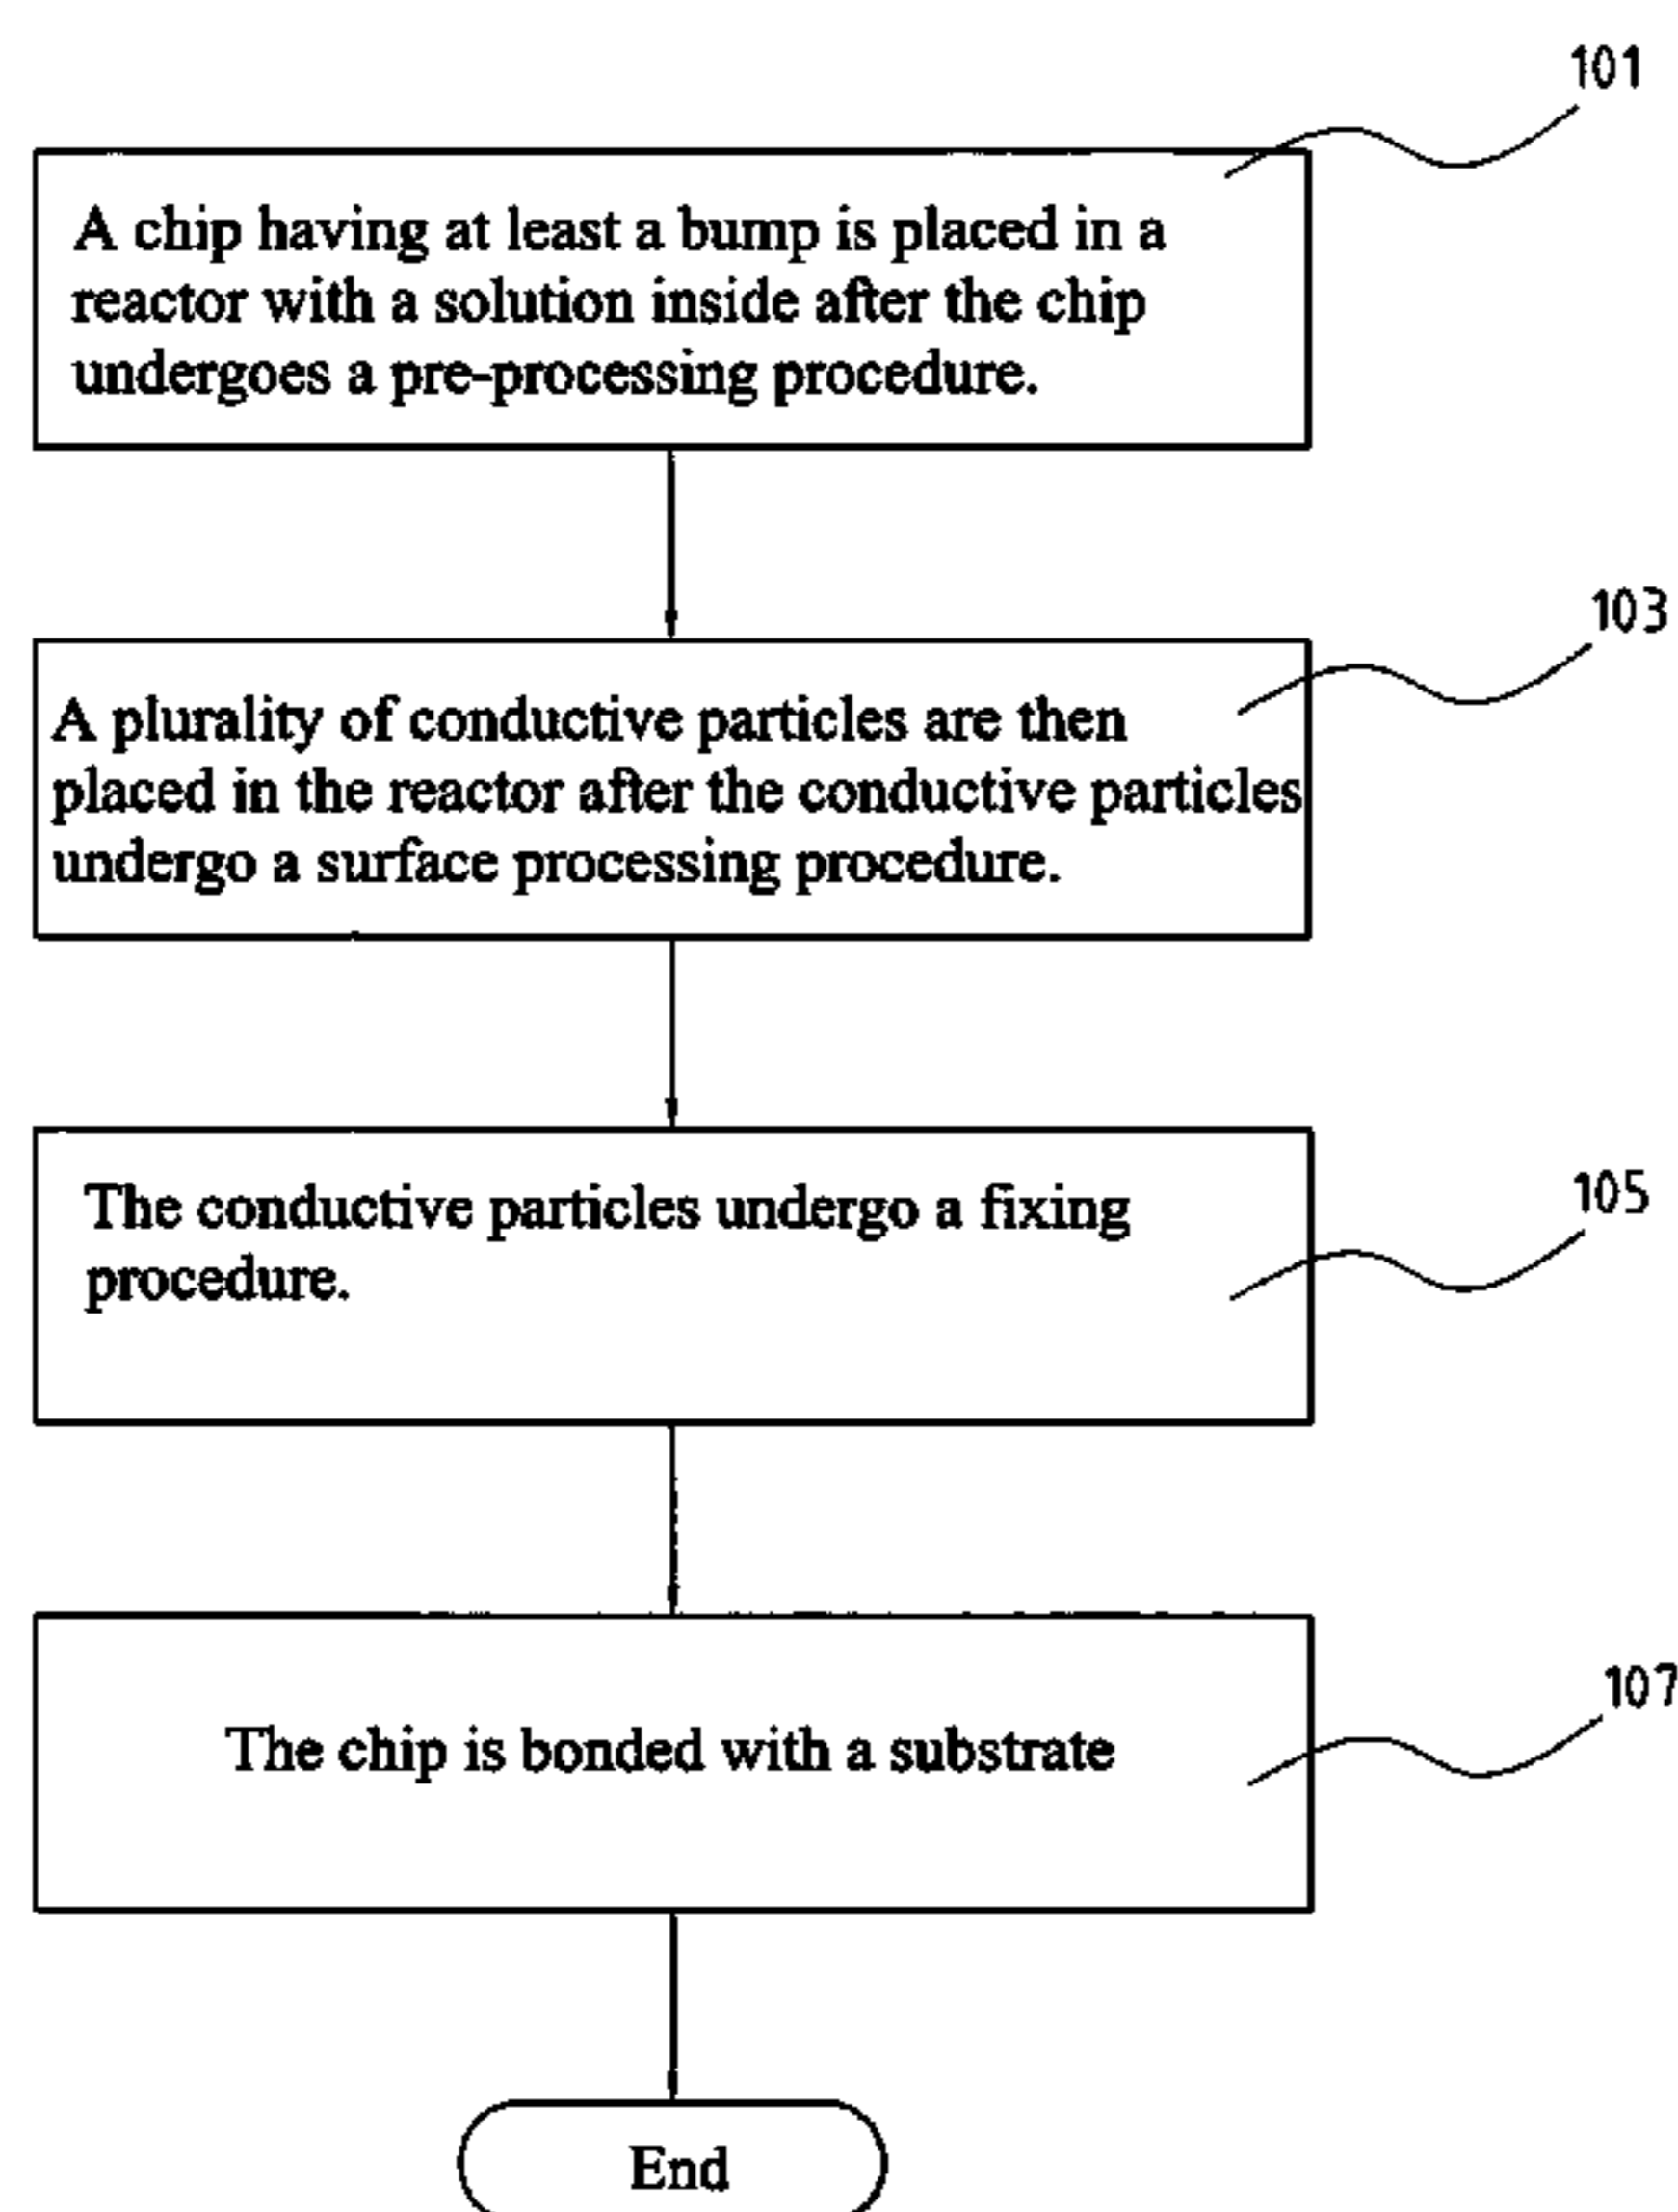 101
A chip having at least a bump is placed in a
reactor with a solution inside after the chip
undergoes a pre-processing procedure.
103
A plurality of conductive particles are then
placed in the reactor after the conductive particles
undergo a surface processing procedure.
105
The conductive particles undergo a fixing
procedure.
107
The chip is bonded with a substrate
End